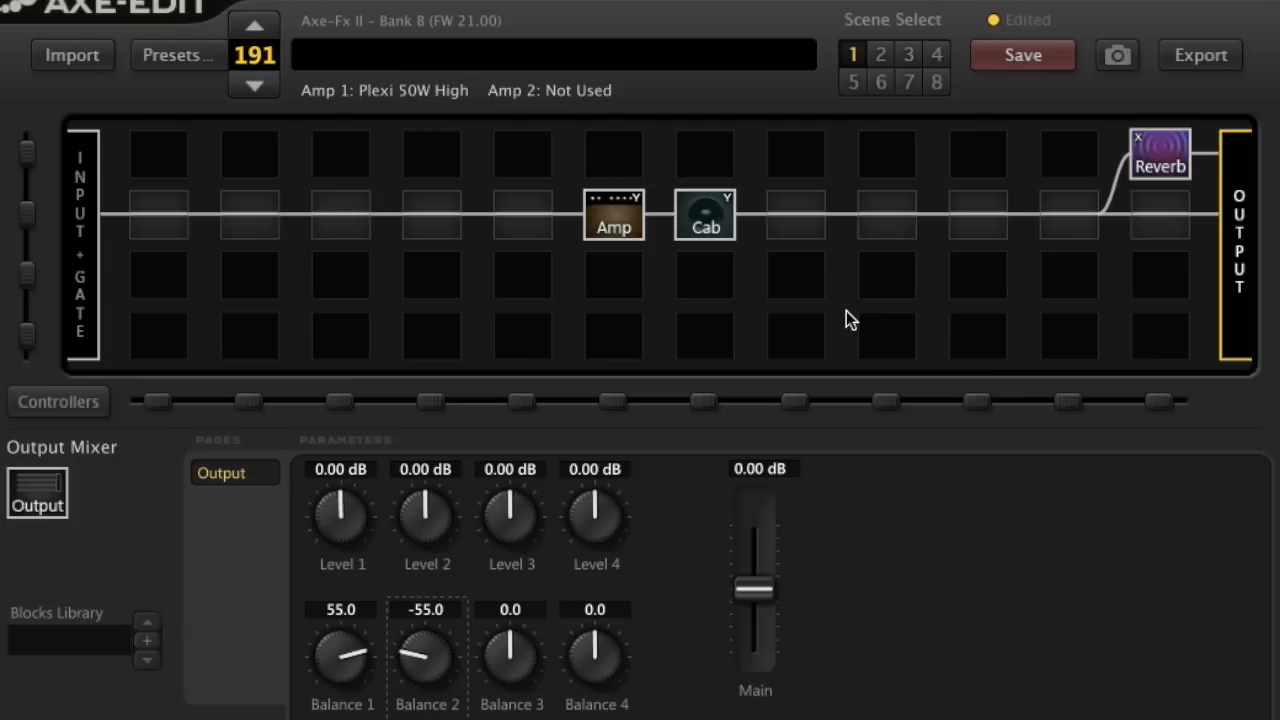 AXE-EDIT
Axe-Fx II - Bank B (FW 21.00)
Scene Select
Edited
Import
Presets...
191
1 2 3 4
5 6 7 8
Save
Export
Amp 1: Plexi 50W High Amp 2: Not Used
INPUT + GATE
Y
Amp
Y
Cab
X
Reverb
OUTPUT
Controllers
Output Mixer
Output
PAGES
Output
PARAMETERS
0.00 dB 0.00 dB 0.00 dB 0.00 dB 0.00 dB
Level 1 Level 2 Level 3 Level 4
55.0 -55.0 0.0 0.0
Balance 1 Balance 2 Balance 3 Balance 4
Main
Blocks Library
+